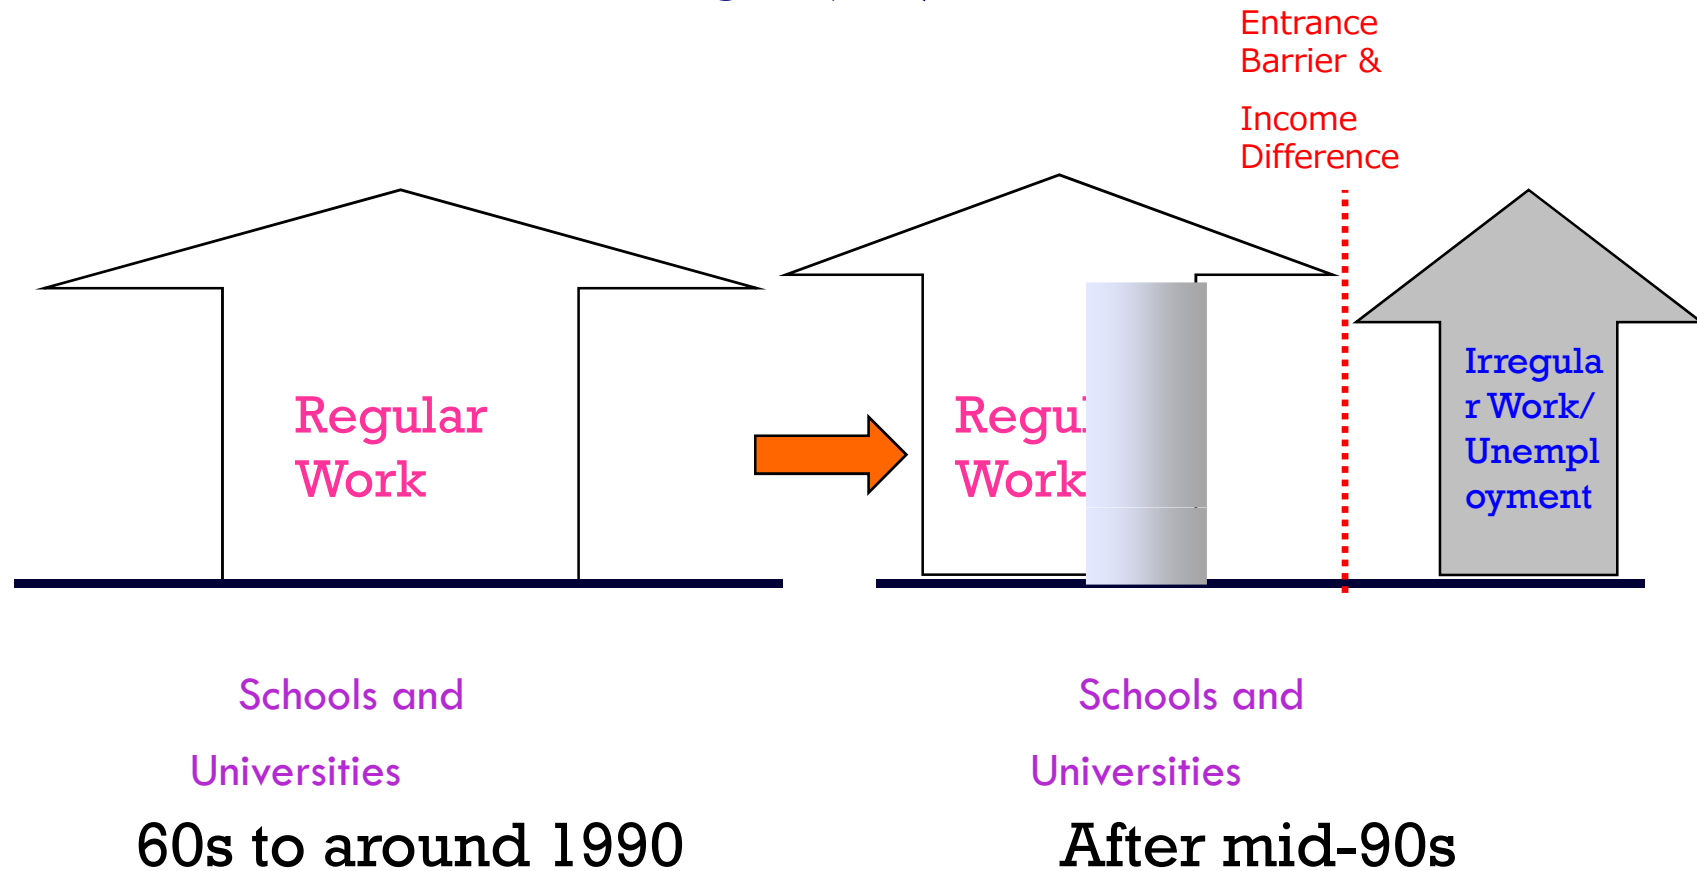 Entrance
Barrier &
Income
Difference
Regular
Work
Regul
Work
Irregula
r Work/
Unempl
oyment
Schools and
Universities
Schools and
Universities
60s to around 1990
After mid-90s